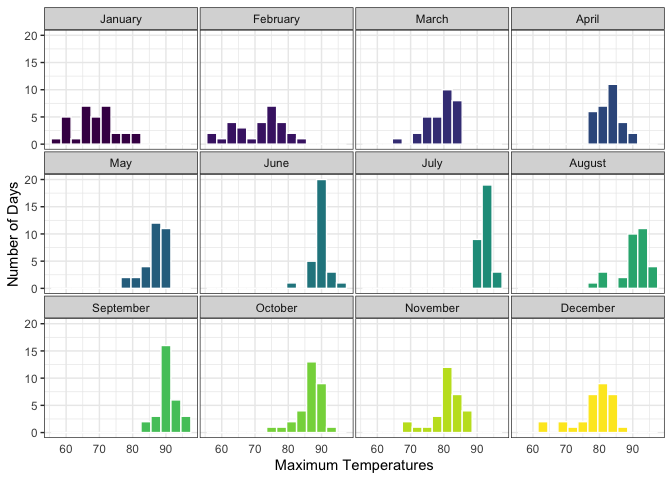 January February March April
20
15
10
5
0
May June July August
20
15
10
5
0
Number of Days
September October November December
20
15
10
5
0
60 70 80 90 60 70 80 90 60 70 80 90 60 70 80 90
Maximum Temperatures